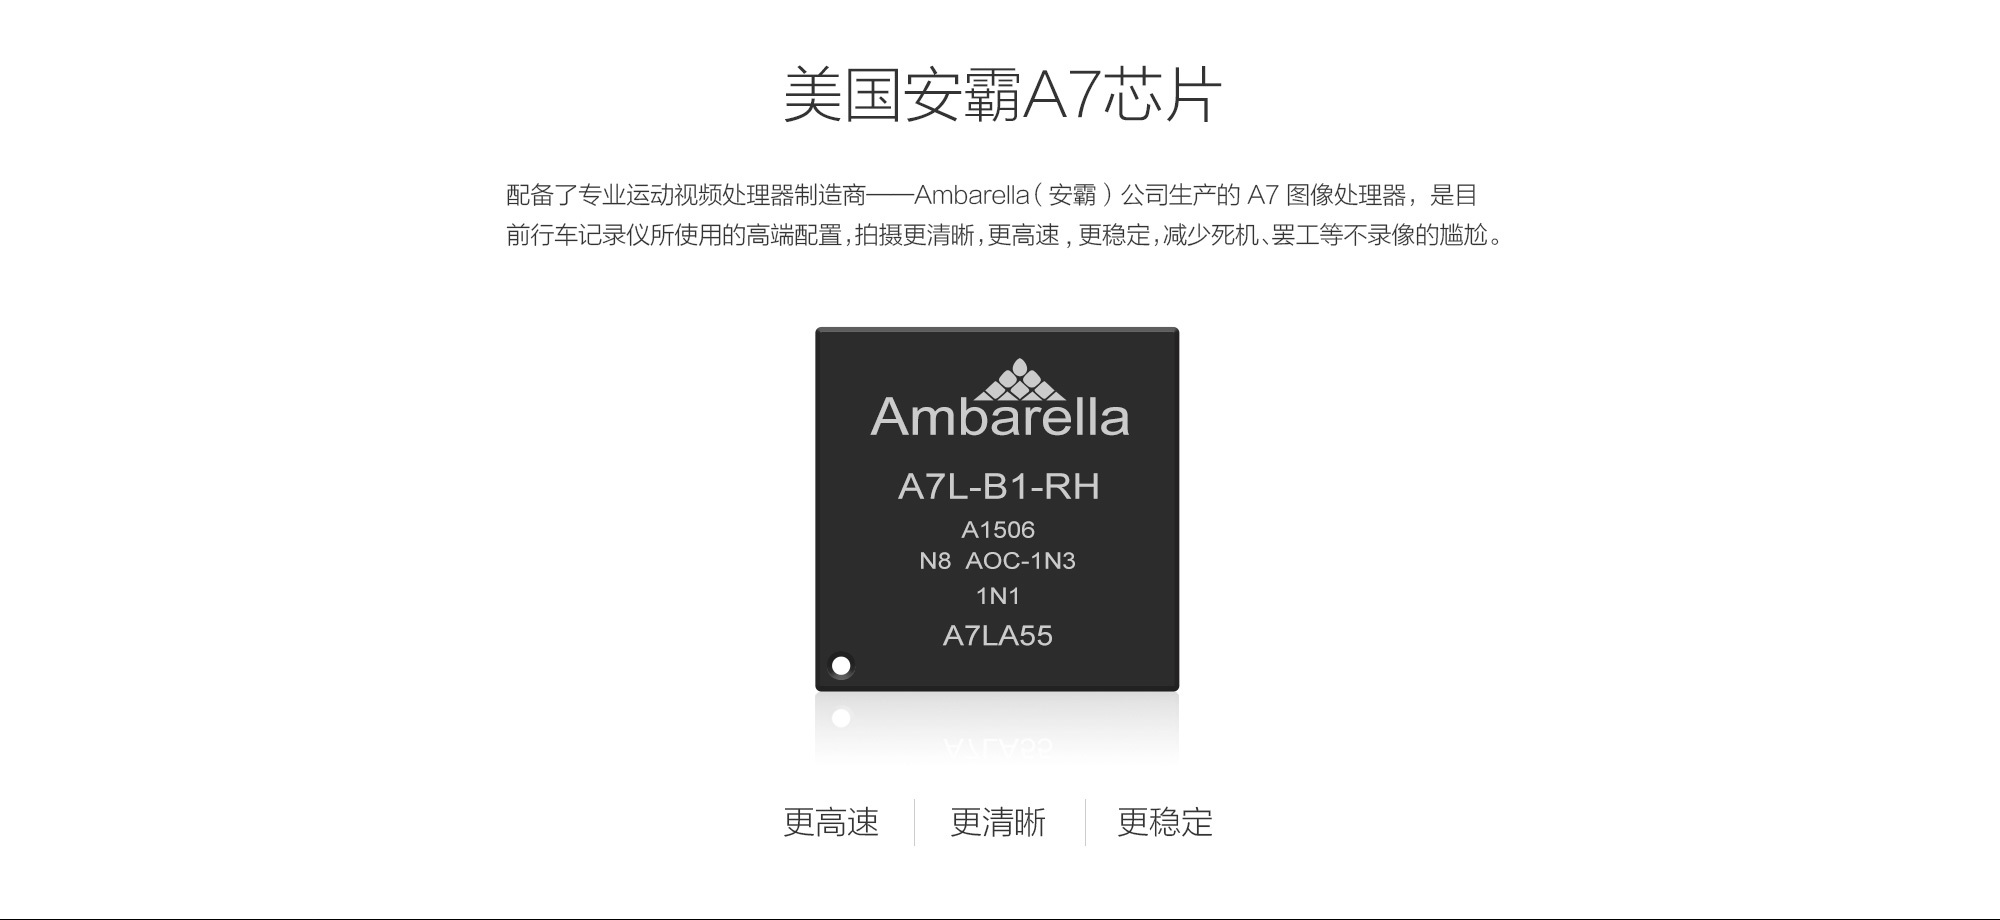 美国安霸A7芯片
配备了专业运动视频处理器制造商——Ambarella（安霸）公司生产的 A7 图像处理器，是目
前行车记录仪所使用的高端配置，拍摄更清晰，更高速，更稳定，减少死机、罢工等不录像的尴尬。
Ambarella
A7L-B1-RH
A1506
N8 AOC-1N3
1N1
A7LA55
更高速
更清晰
更稳定